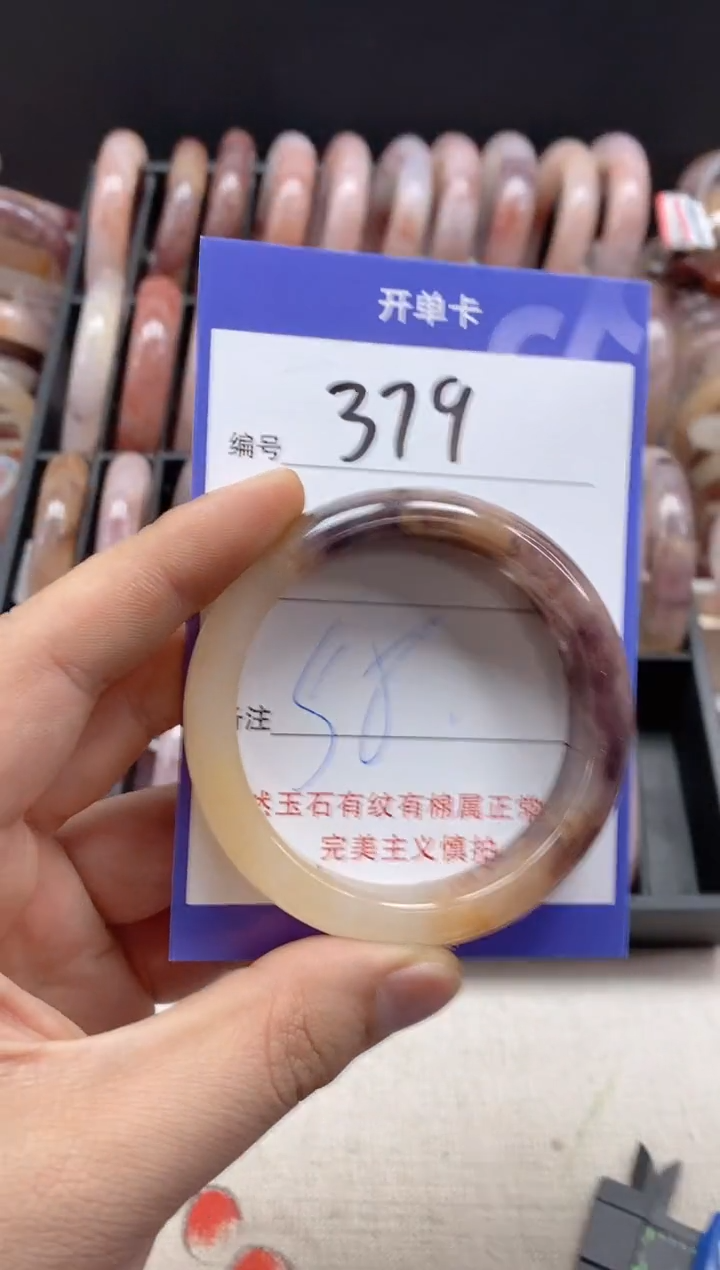 开单卡
编号 379
58.
注
玉石有纹有棉属正常
完美主义慎拍